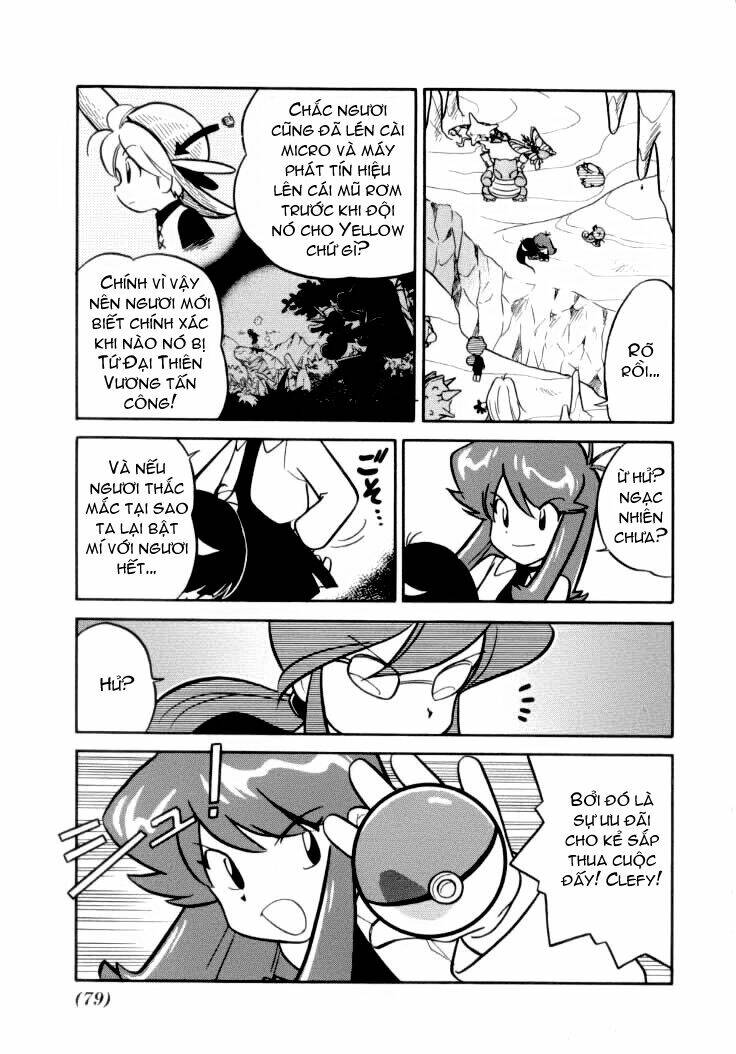 Rõ
rồi...
Chắc ngươi
cũng đã lén cài
micro và máy
phát tín hiệu
lên cái mũ rơm
trước khi đội
nó cho Yellow
chứ gì?
Chính vì vậy
nên ngươi mới
biết chính xác
khi nào nó bị
Tứ Đại Thiên
Vương tấn
công!
Ừ hử?
Ngạc
nhiên
chưa?
Và nếu
ngươi thắc
mắc tại sao
ta lại bật
mí với ngươi
hết...
ごそ…
Hử?
Bởi đó là
sự ưu đãi
cho kẻ sắp
thua cuộc
đấy! Clefy!
(79)